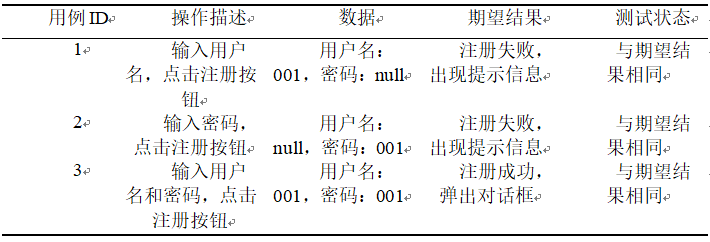 用例 ID 操作描述 数据 期望结果 测试状态
1 输入用户名，点击注册按钮 用户名：001，密码：null 注册失败，出现提示信息 与期望结果相同
2 输入密码，点击注册按钮 用户名：null，密码：001 注册失败，出现提示信息 与期望结果相同
3 输入用户名和密码，点击注册按钮 用户名：001，密码：001 注册成功，弹出对话框 与期望结果相同